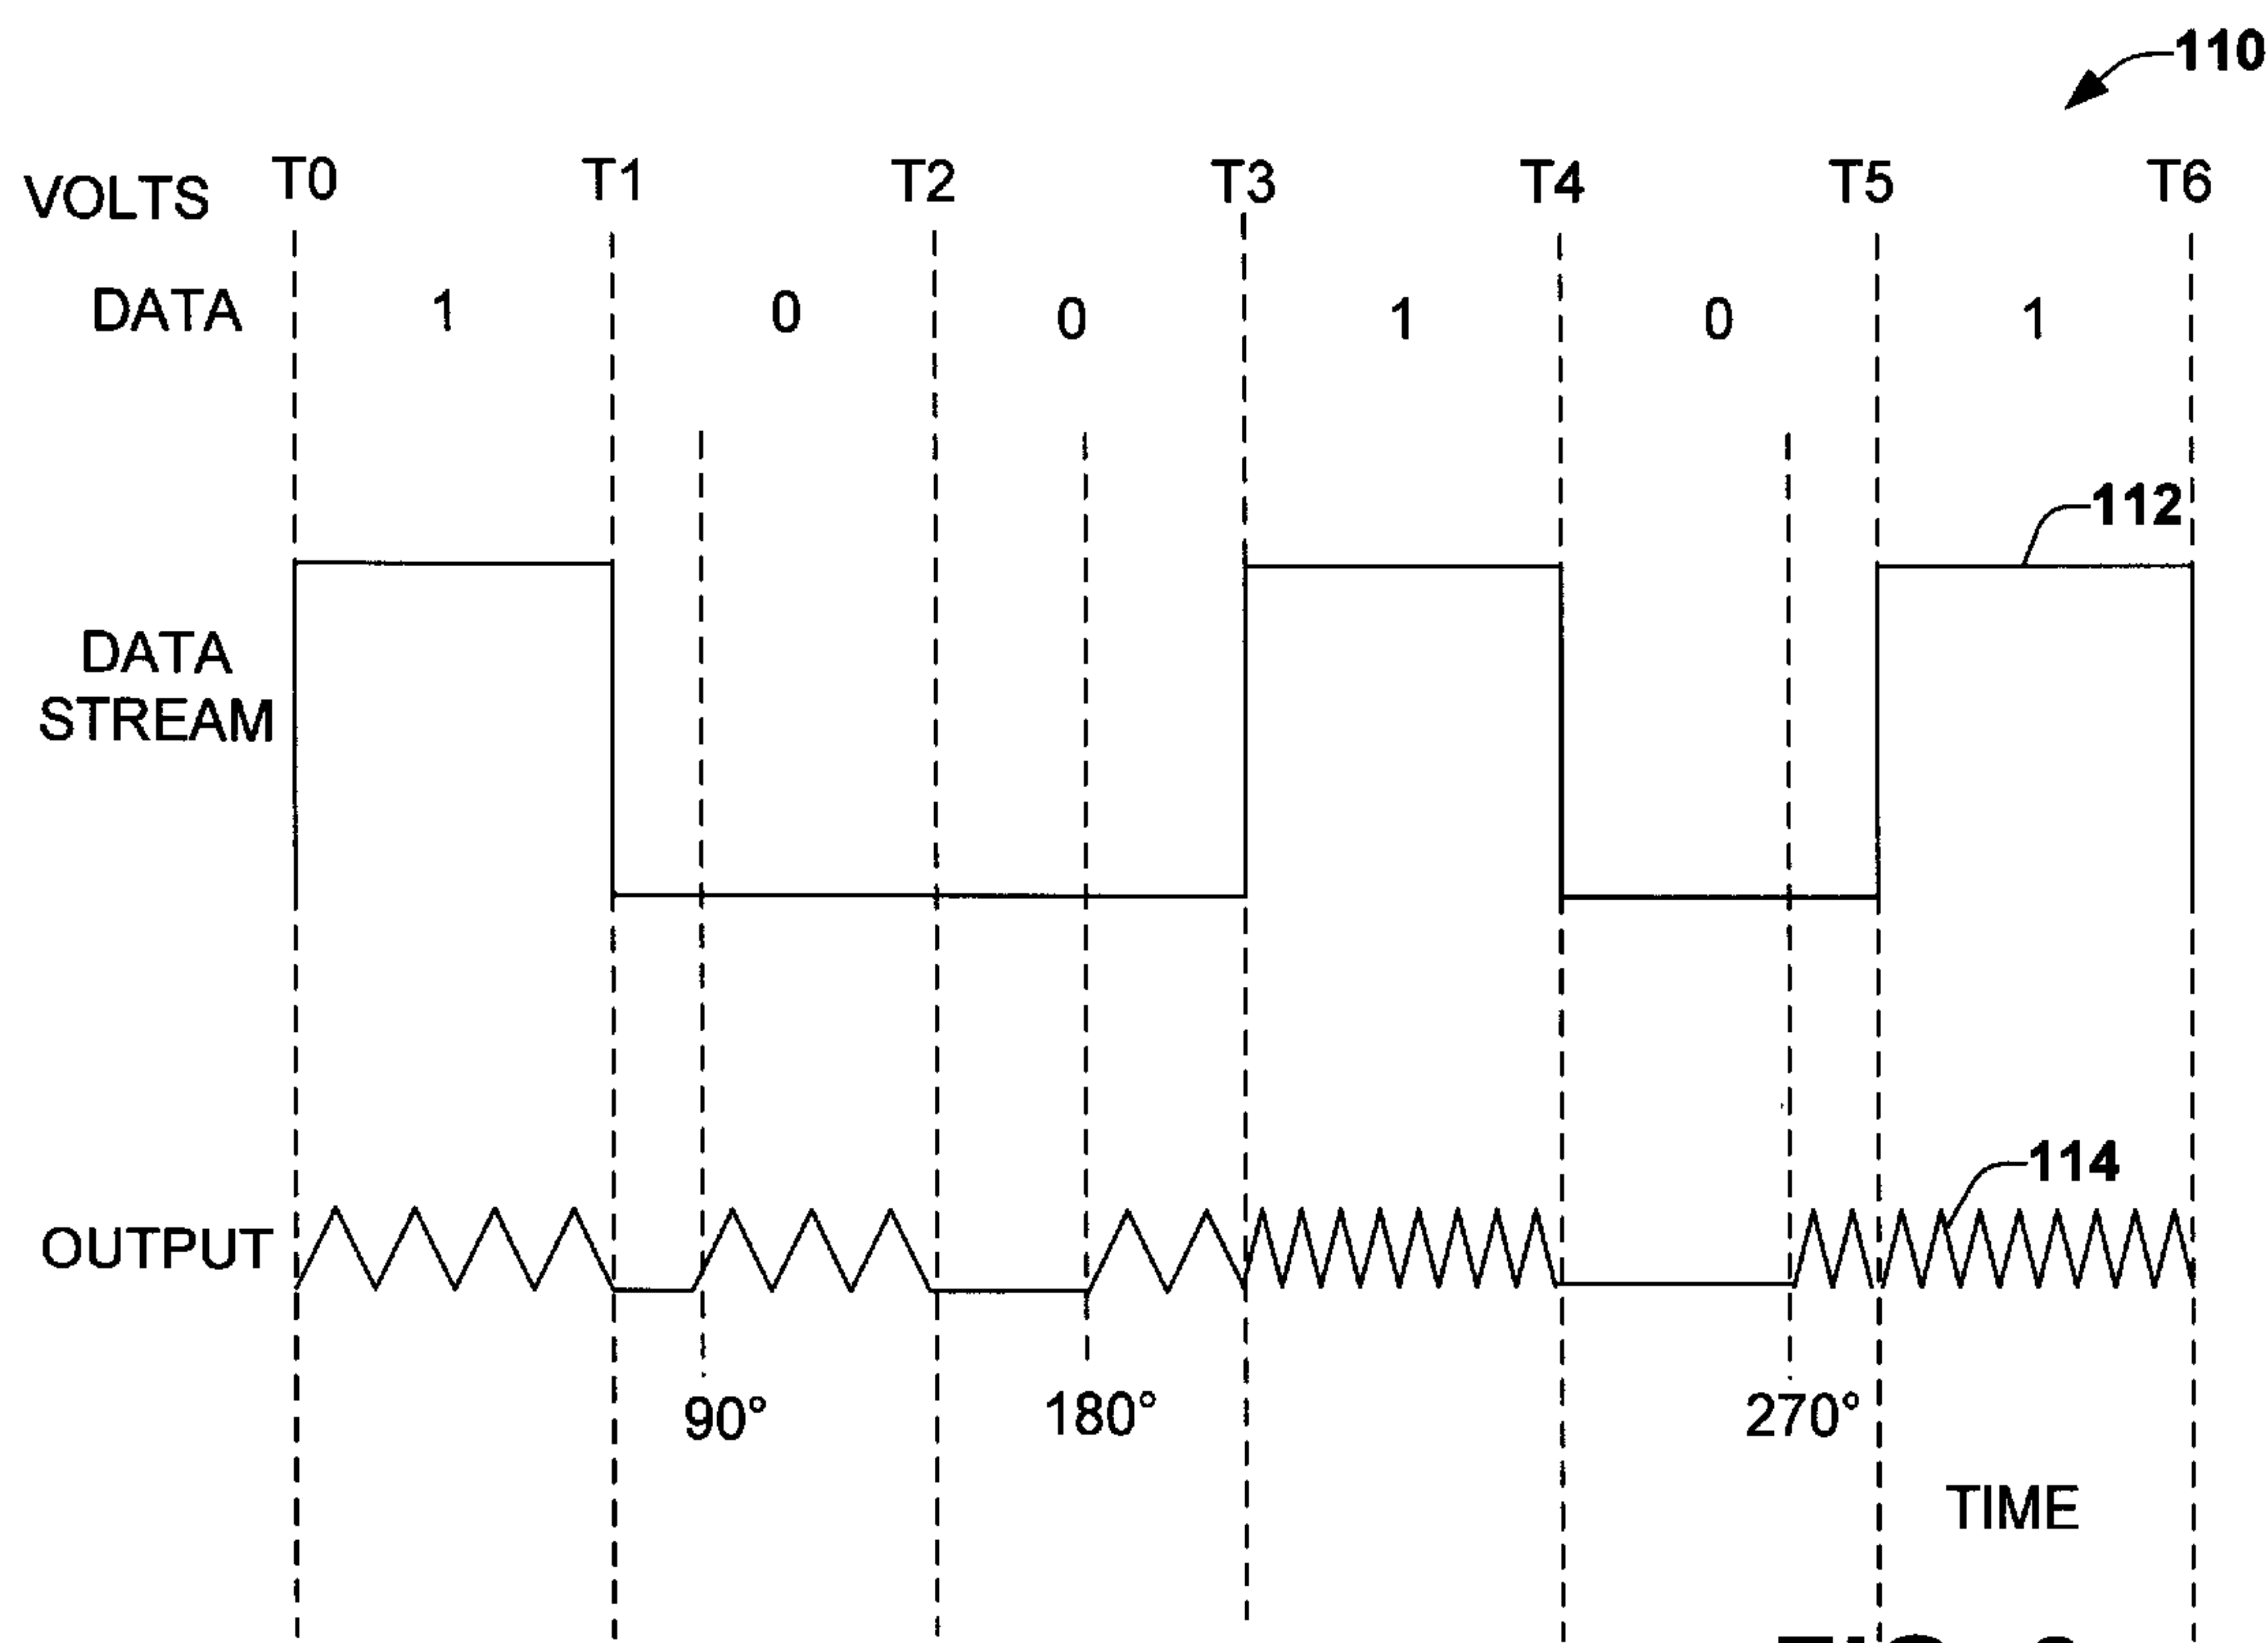 110
VOLTS T0 T1 T2 T3 T4 T5 T6
DATA 1 0 0 1 0 1
112
DATA
STREAM
114
OUTPUT
90° 180° 270°
TIME